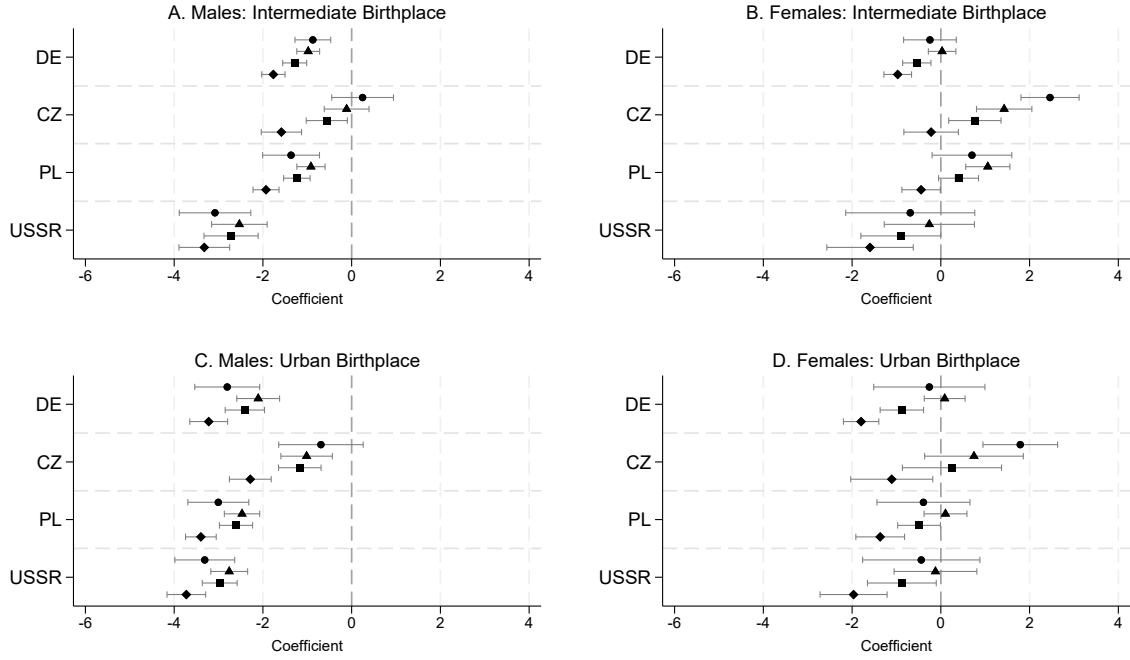 A. Males: Intermediate Birthplace
DE
CZ
PL
USSR
-6 -4 -2 0 2 4
Coefficient
B. Females: Intermediate Birthplace
DE
CZ
PL
USSR
-6 -4 -2 0 2 4
Coefficient
C. Males: Urban Birthplace
DE
CZ
PL
USSR
-6 -4 -2 0 2 4
Coefficient
D. Females: Urban Birthplace
DE
CZ
PL
USSR
-6 -4 -2 0 2 4
Coefficient